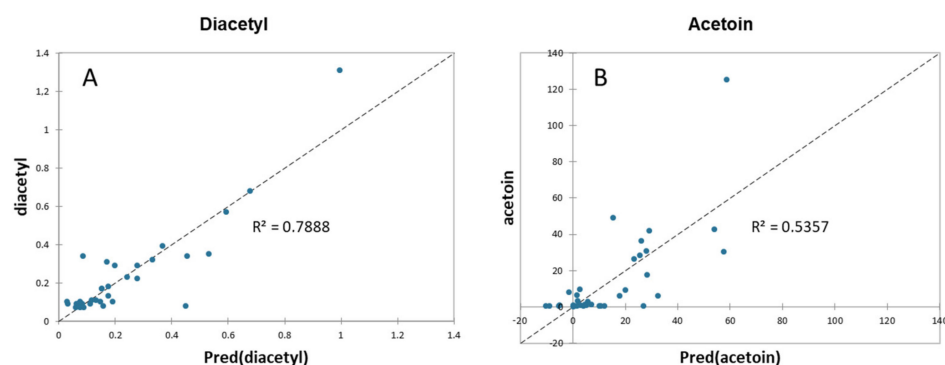 Diacetyl
A
diacetyl
1.4
1.2
1
0.8
0.6
0.4
0.2
0
0 0.2 0.4 0.6 0.8 1 1.2 1.4
R² = 0.7888
Pred(diacetyl)
Acetoin
B
acetoin
140
120
100
80
60
40
20
0
-20
-20 0 20 40 60 80 100 120 140
R² = 0.5357
Pred(acetoin)